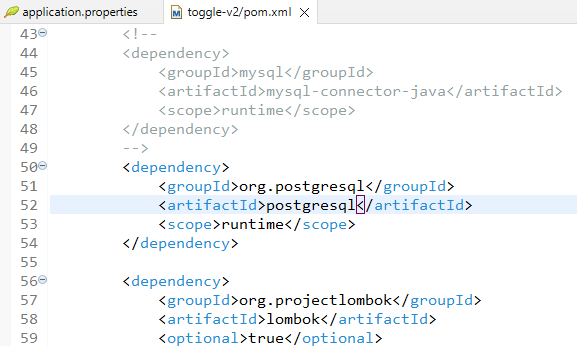 application.properties toggle-v2/pom.xml
43 <!--
44 <dependency>
45 <groupId>mysql</groupId>
46 <artifactId>mysql-connector-java</artifactId>
47 <scope>runtime</scope>
48 </dependency>
49 -->
50 <dependency>
51 <groupId>org.postgresql</groupId>
52 <artifactId>postgresql</artifactId>
53 <scope>runtime</scope>
54 </dependency>
55
56 <dependency>
57 <groupId>org.projectlombok</groupId>
58 <artifactId>lombok</artifactId>
59 <optional>true</optional>